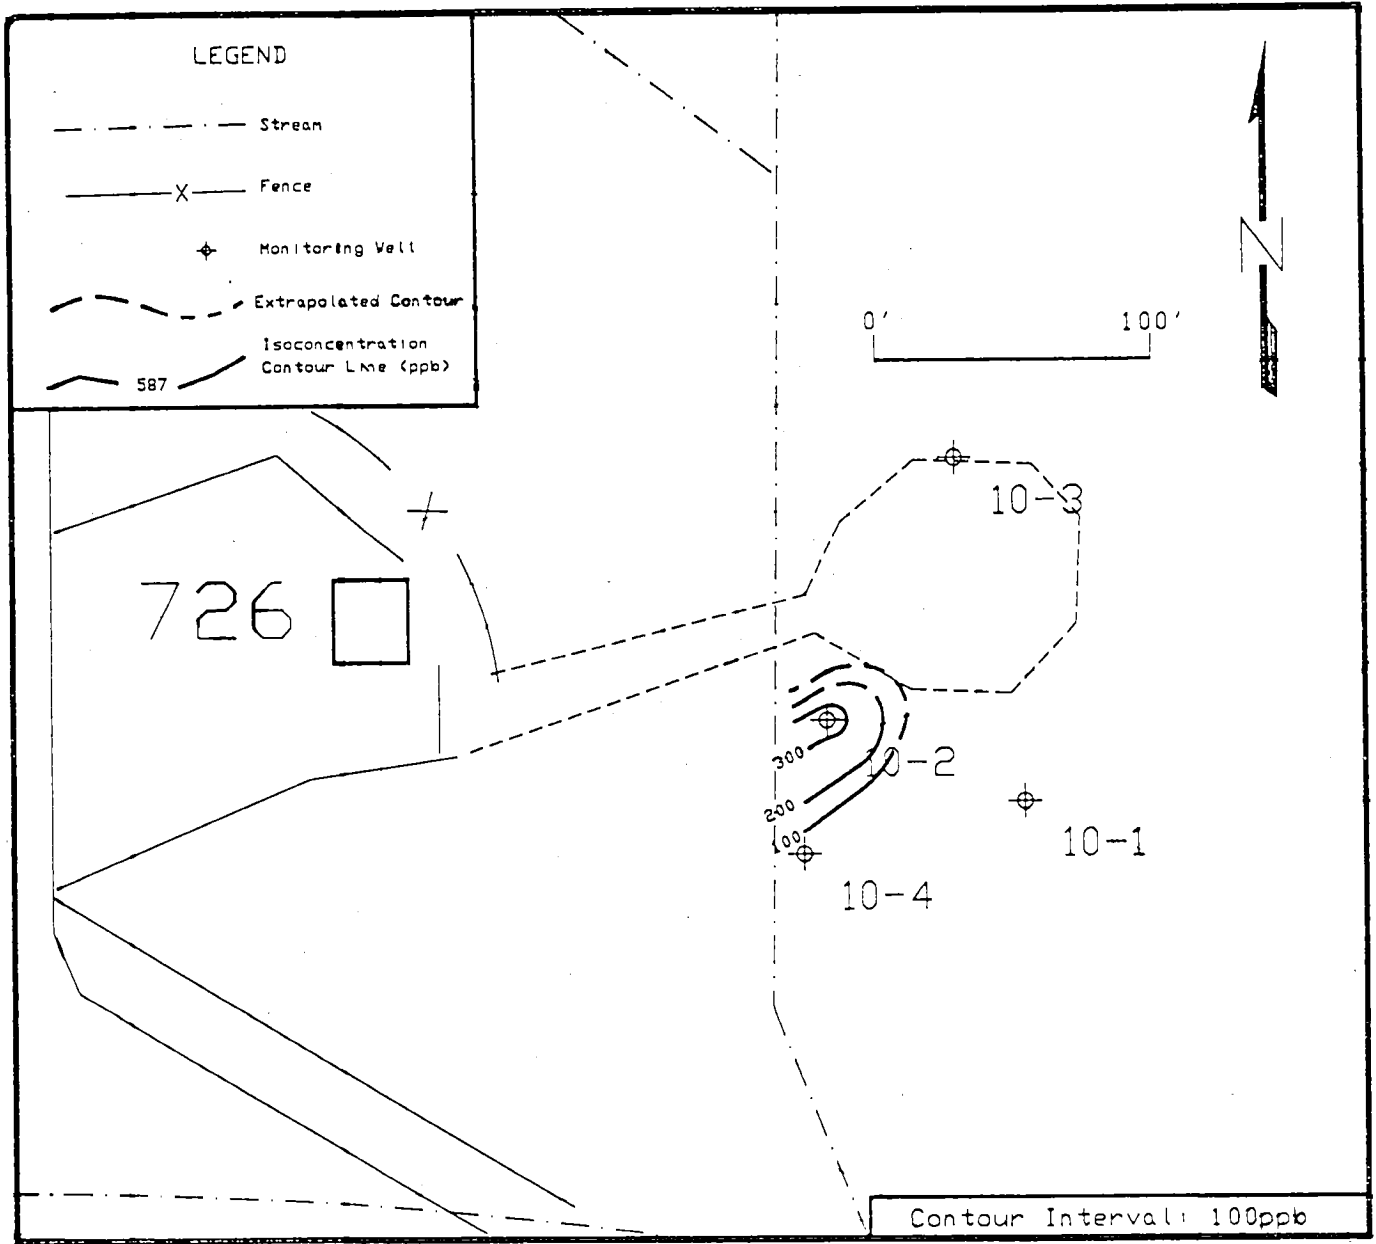 LEGEND
Stream
Fence
Monitoring Well
Extrapolated Contour
Isoconcentration
Contour Line (ppb)
587
X
N
0' 100'
10-3
726
300
10-2
200
100
10-1
10-4
Contour Interval: 100ppb